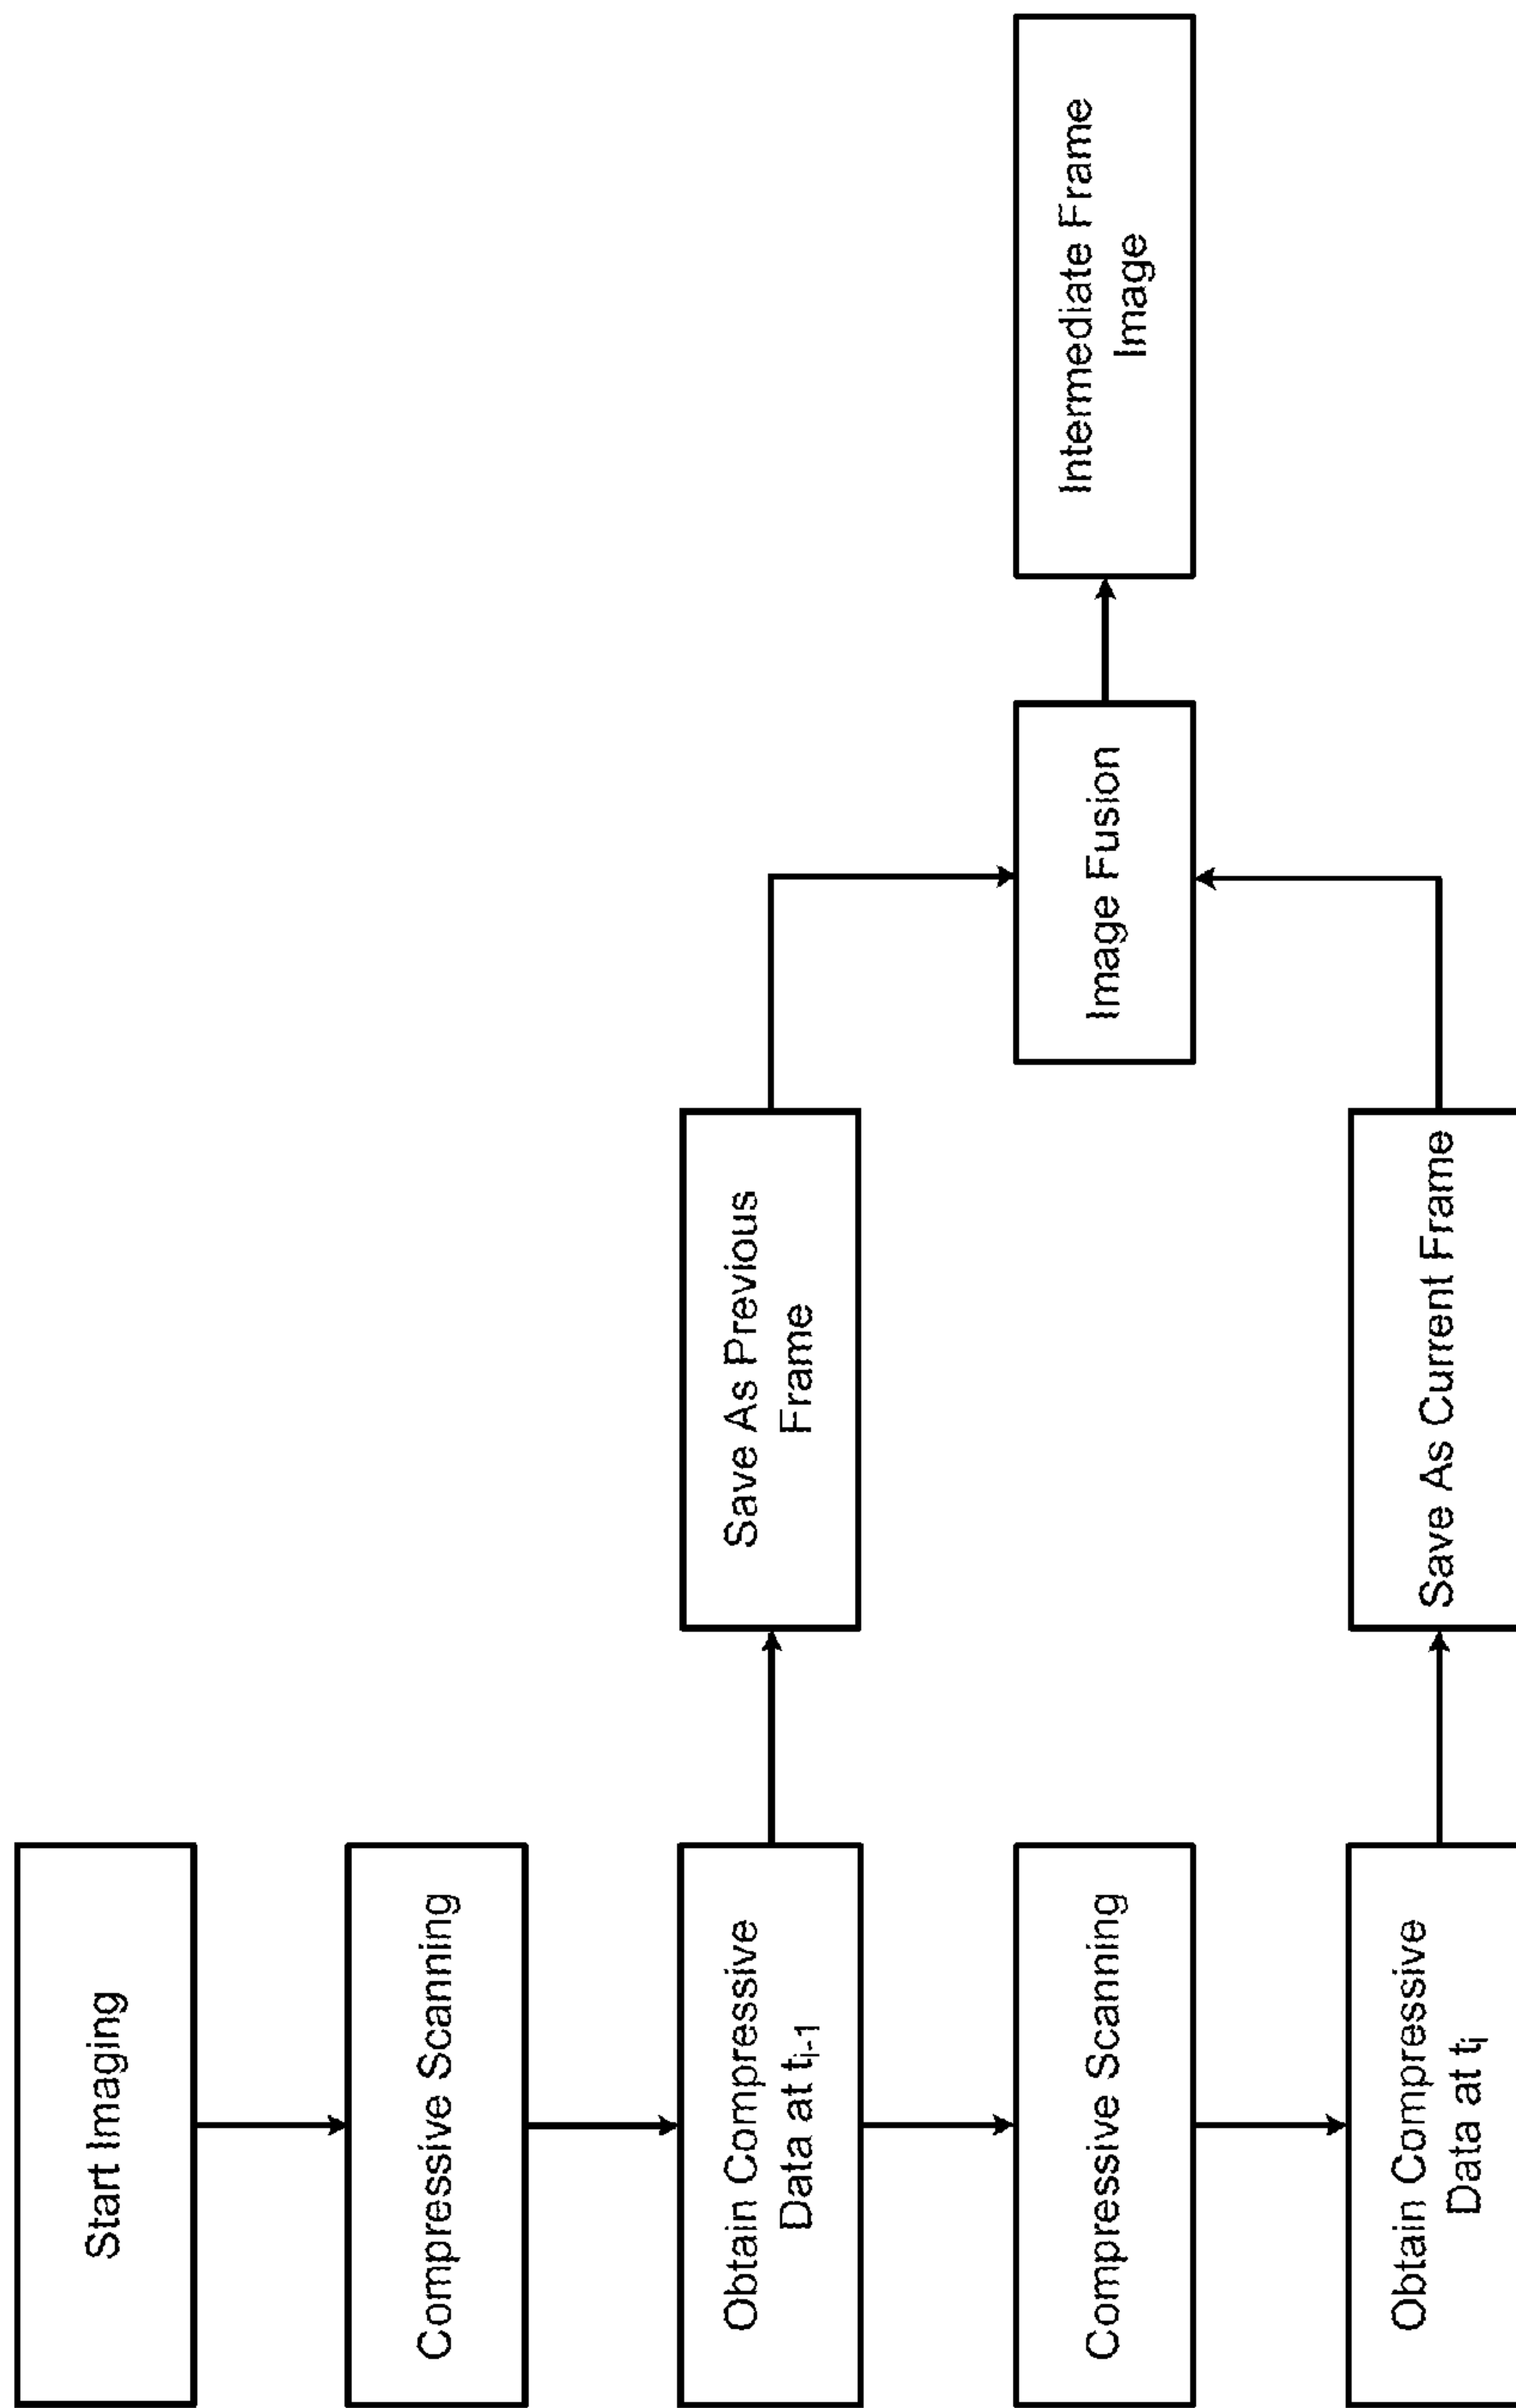 Start Imaging
Compressive Scanning
Obtain Compressive
Data at tᵢ₋₁
Save As Previous
Frame
Compressive Scanning
Obtain Compressive
Data at tᵢ
Save As Current Frame
Image Fusion
Intermediate Frame
Image